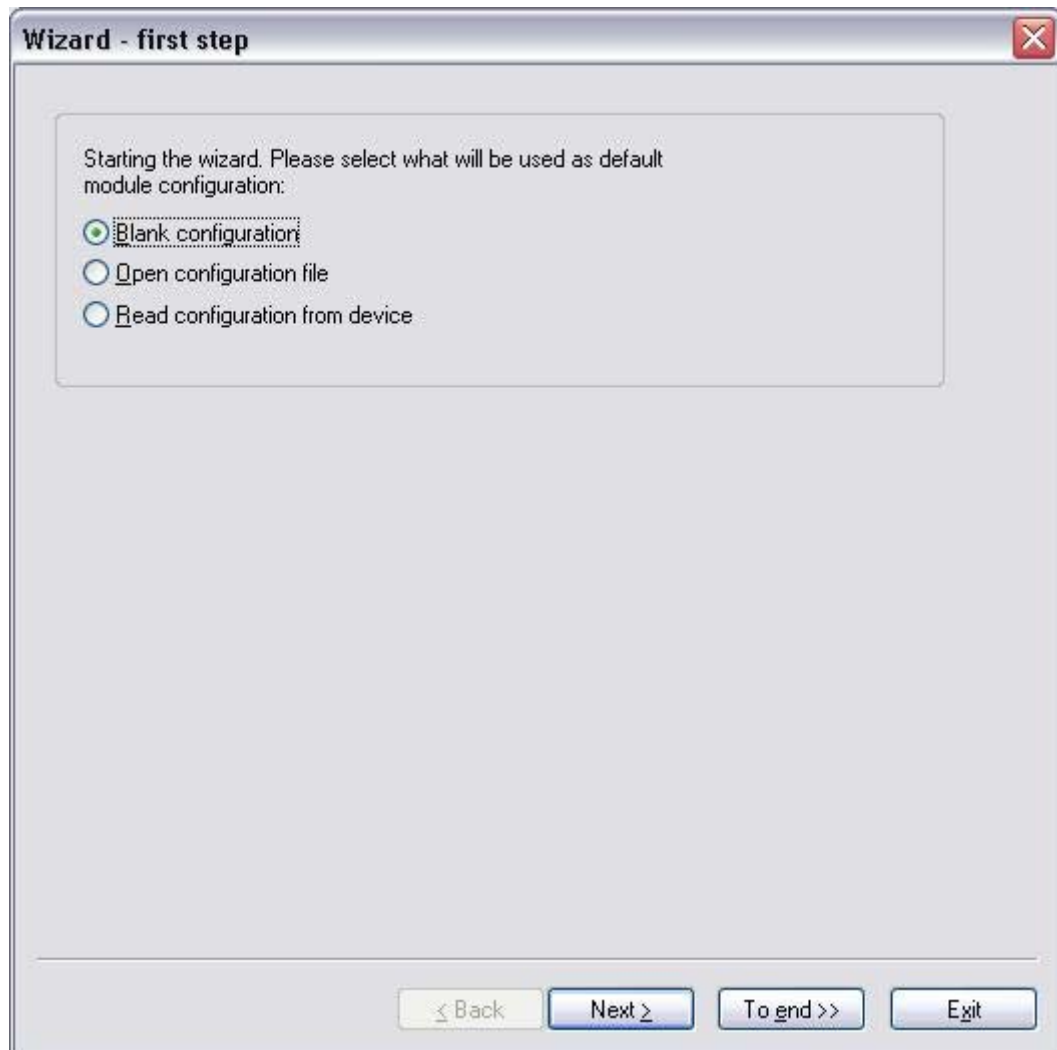 Wizard - first step
Starting the wizard. Please select what will be used as default
module configuration:
Blank configuration
Open configuration file
Read configuration from device
< Back
Next >
To end >>
Exit